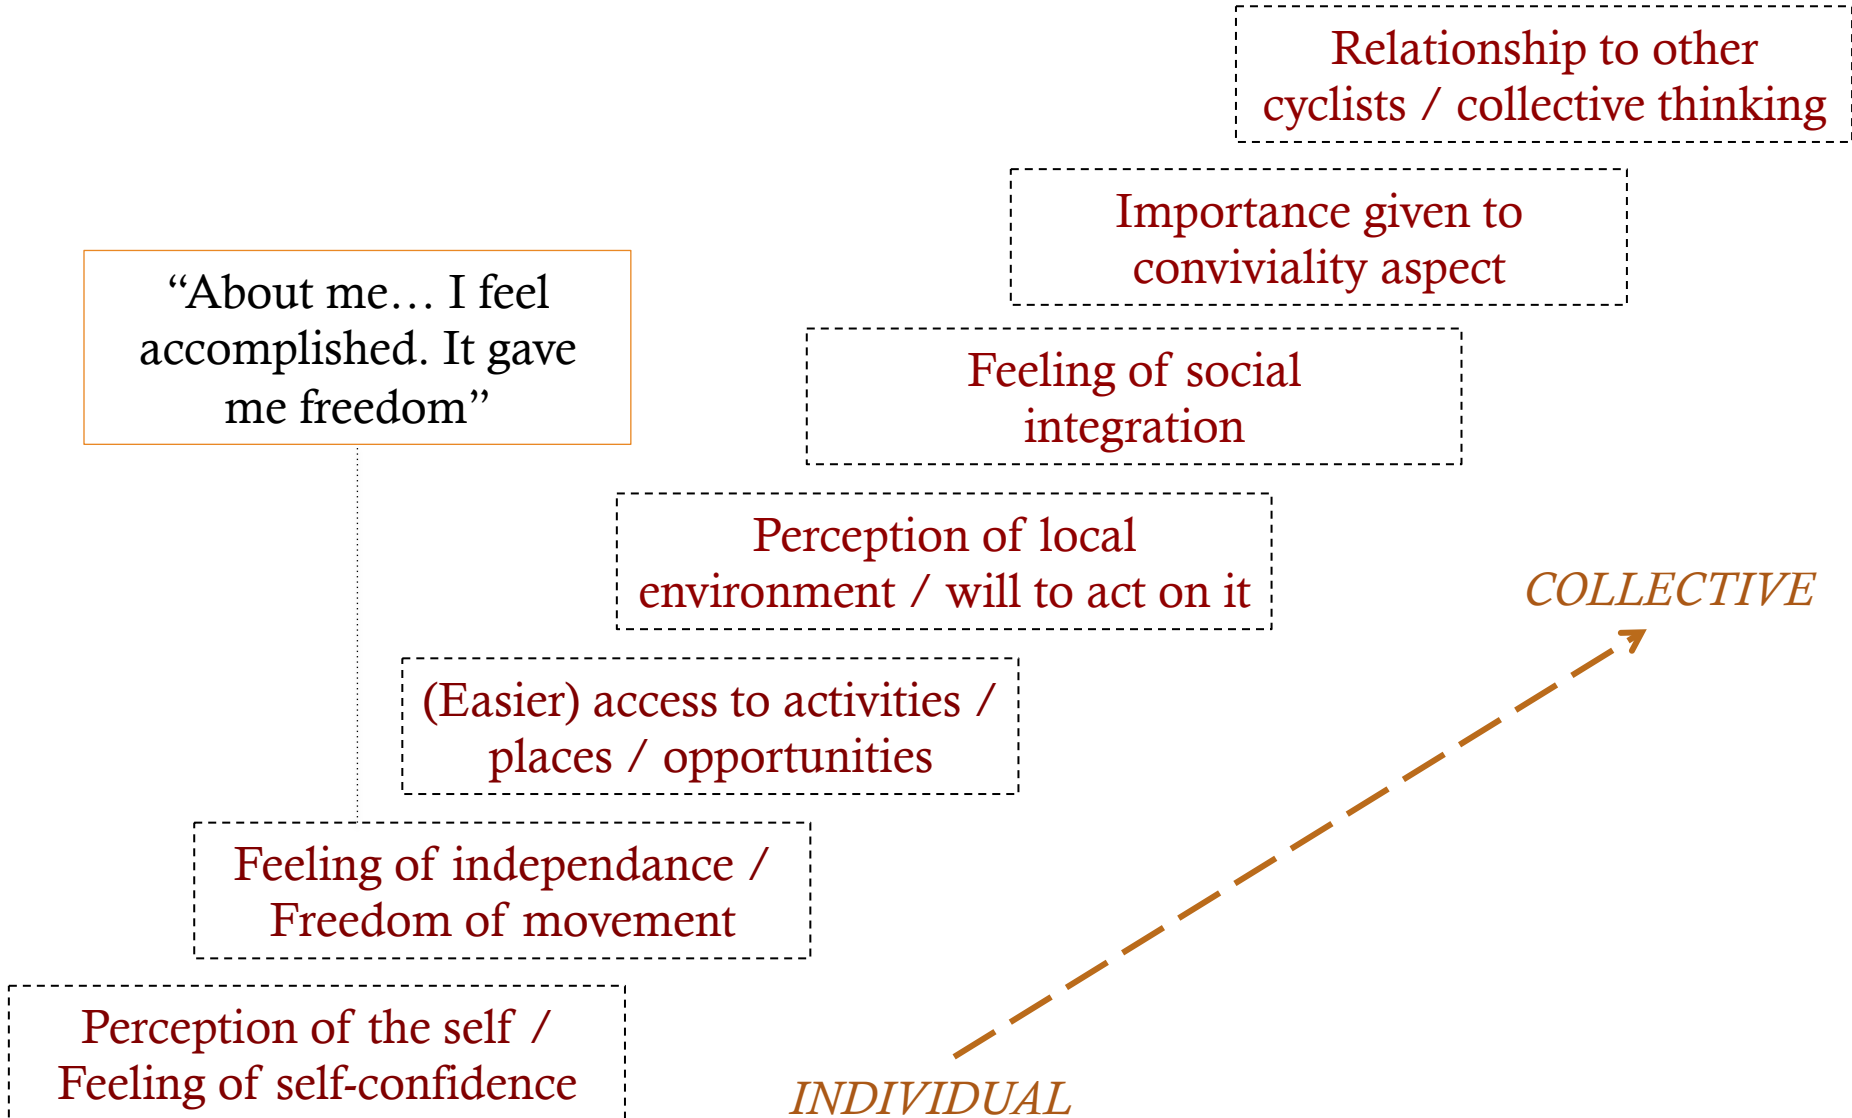 Relationship to other
cyclists / collective thinking
Importance given to
conviviality aspect
“About me… I feel
accomplished. It gave
me freedom”
Feeling of social
integration
Perception of local
environment / will to act on it
COLLECTIVE
(Easier) access to activities /
places / opportunities
Feeling of independance /
Freedom of movement
Perception of the self /
Feeling of self-confidence
INDIVIDUAL